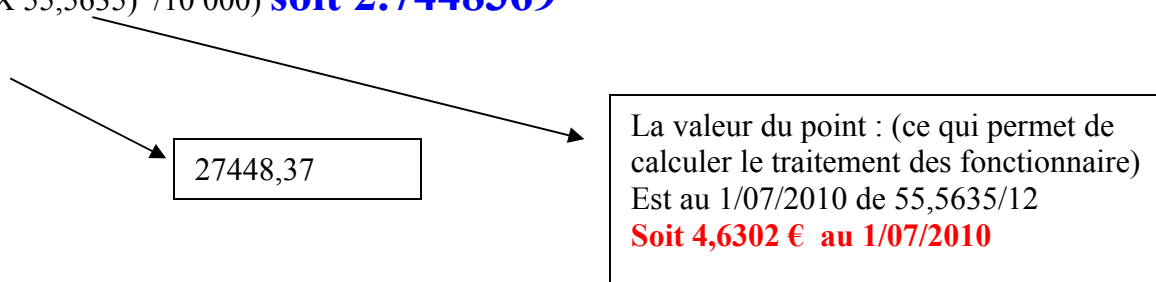 X 55,5635) /10 000) soit 2.7448369
27448,37
La valeur du point : (ce qui permet de
calculer le traitement des fonctionnaire)
Est au 1/07/2010 de 55,5635/12
Soit 4,6302 € au 1/07/2010